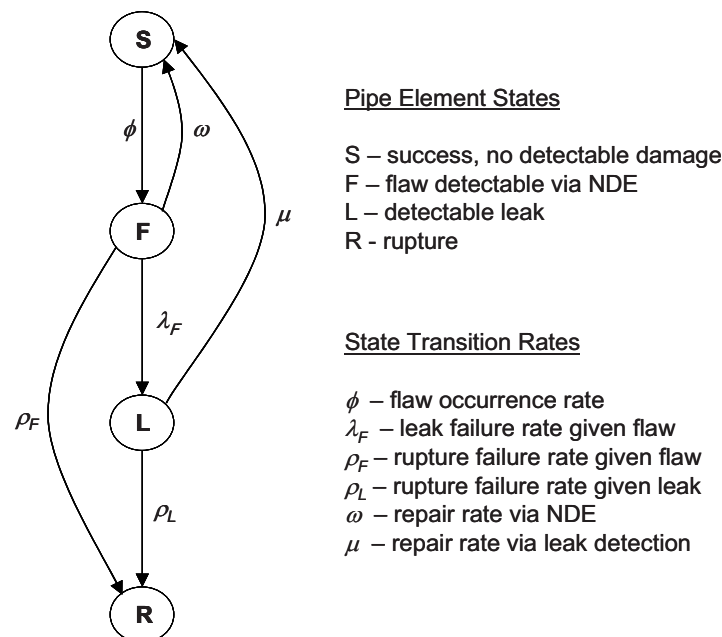 S
ϕ
ω
F
μ
λF
ρF
L
ρL
R
Pipe Element States
S – success, no detectable damage
F – flaw detectable via NDE
L – detectable leak
R - rupture
State Transition Rates
ϕ – flaw occurrence rate
λF – leak failure rate given flaw
ρF – rupture failure rate given flaw
ρL – rupture failure rate given leak
ω – repair rate via NDE
μ – repair rate via leak detection